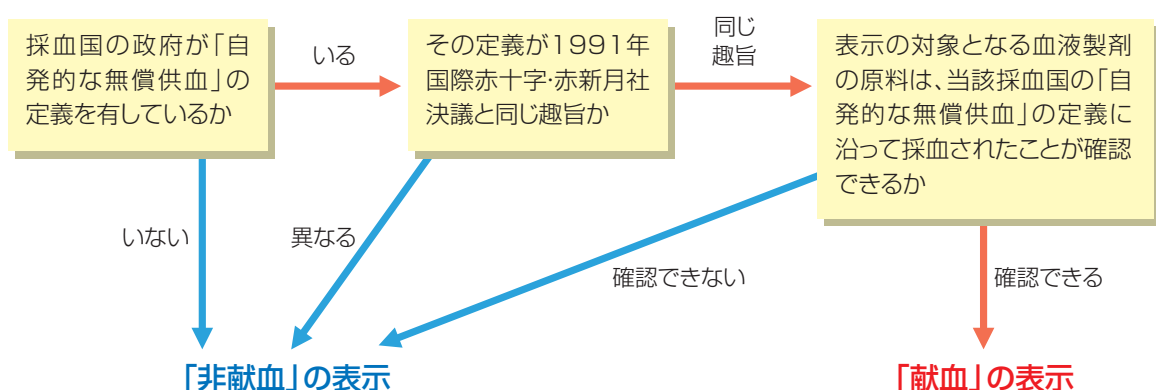 採血国の政府が「自
発的な無償供血」の
定義を有しているか
いる
その定義が1991年
国際赤十字・赤新月社
決議と同じ趣旨か
同じ
趣旨
表示の対象となる血液製剤
の原料は、当該採血国の「自
発的な無償供血」の定義に
沿って採血されたことが確認
できるか
いない
異なる
確認できない
確認できる
「非献血」の表示
「献血」の表示